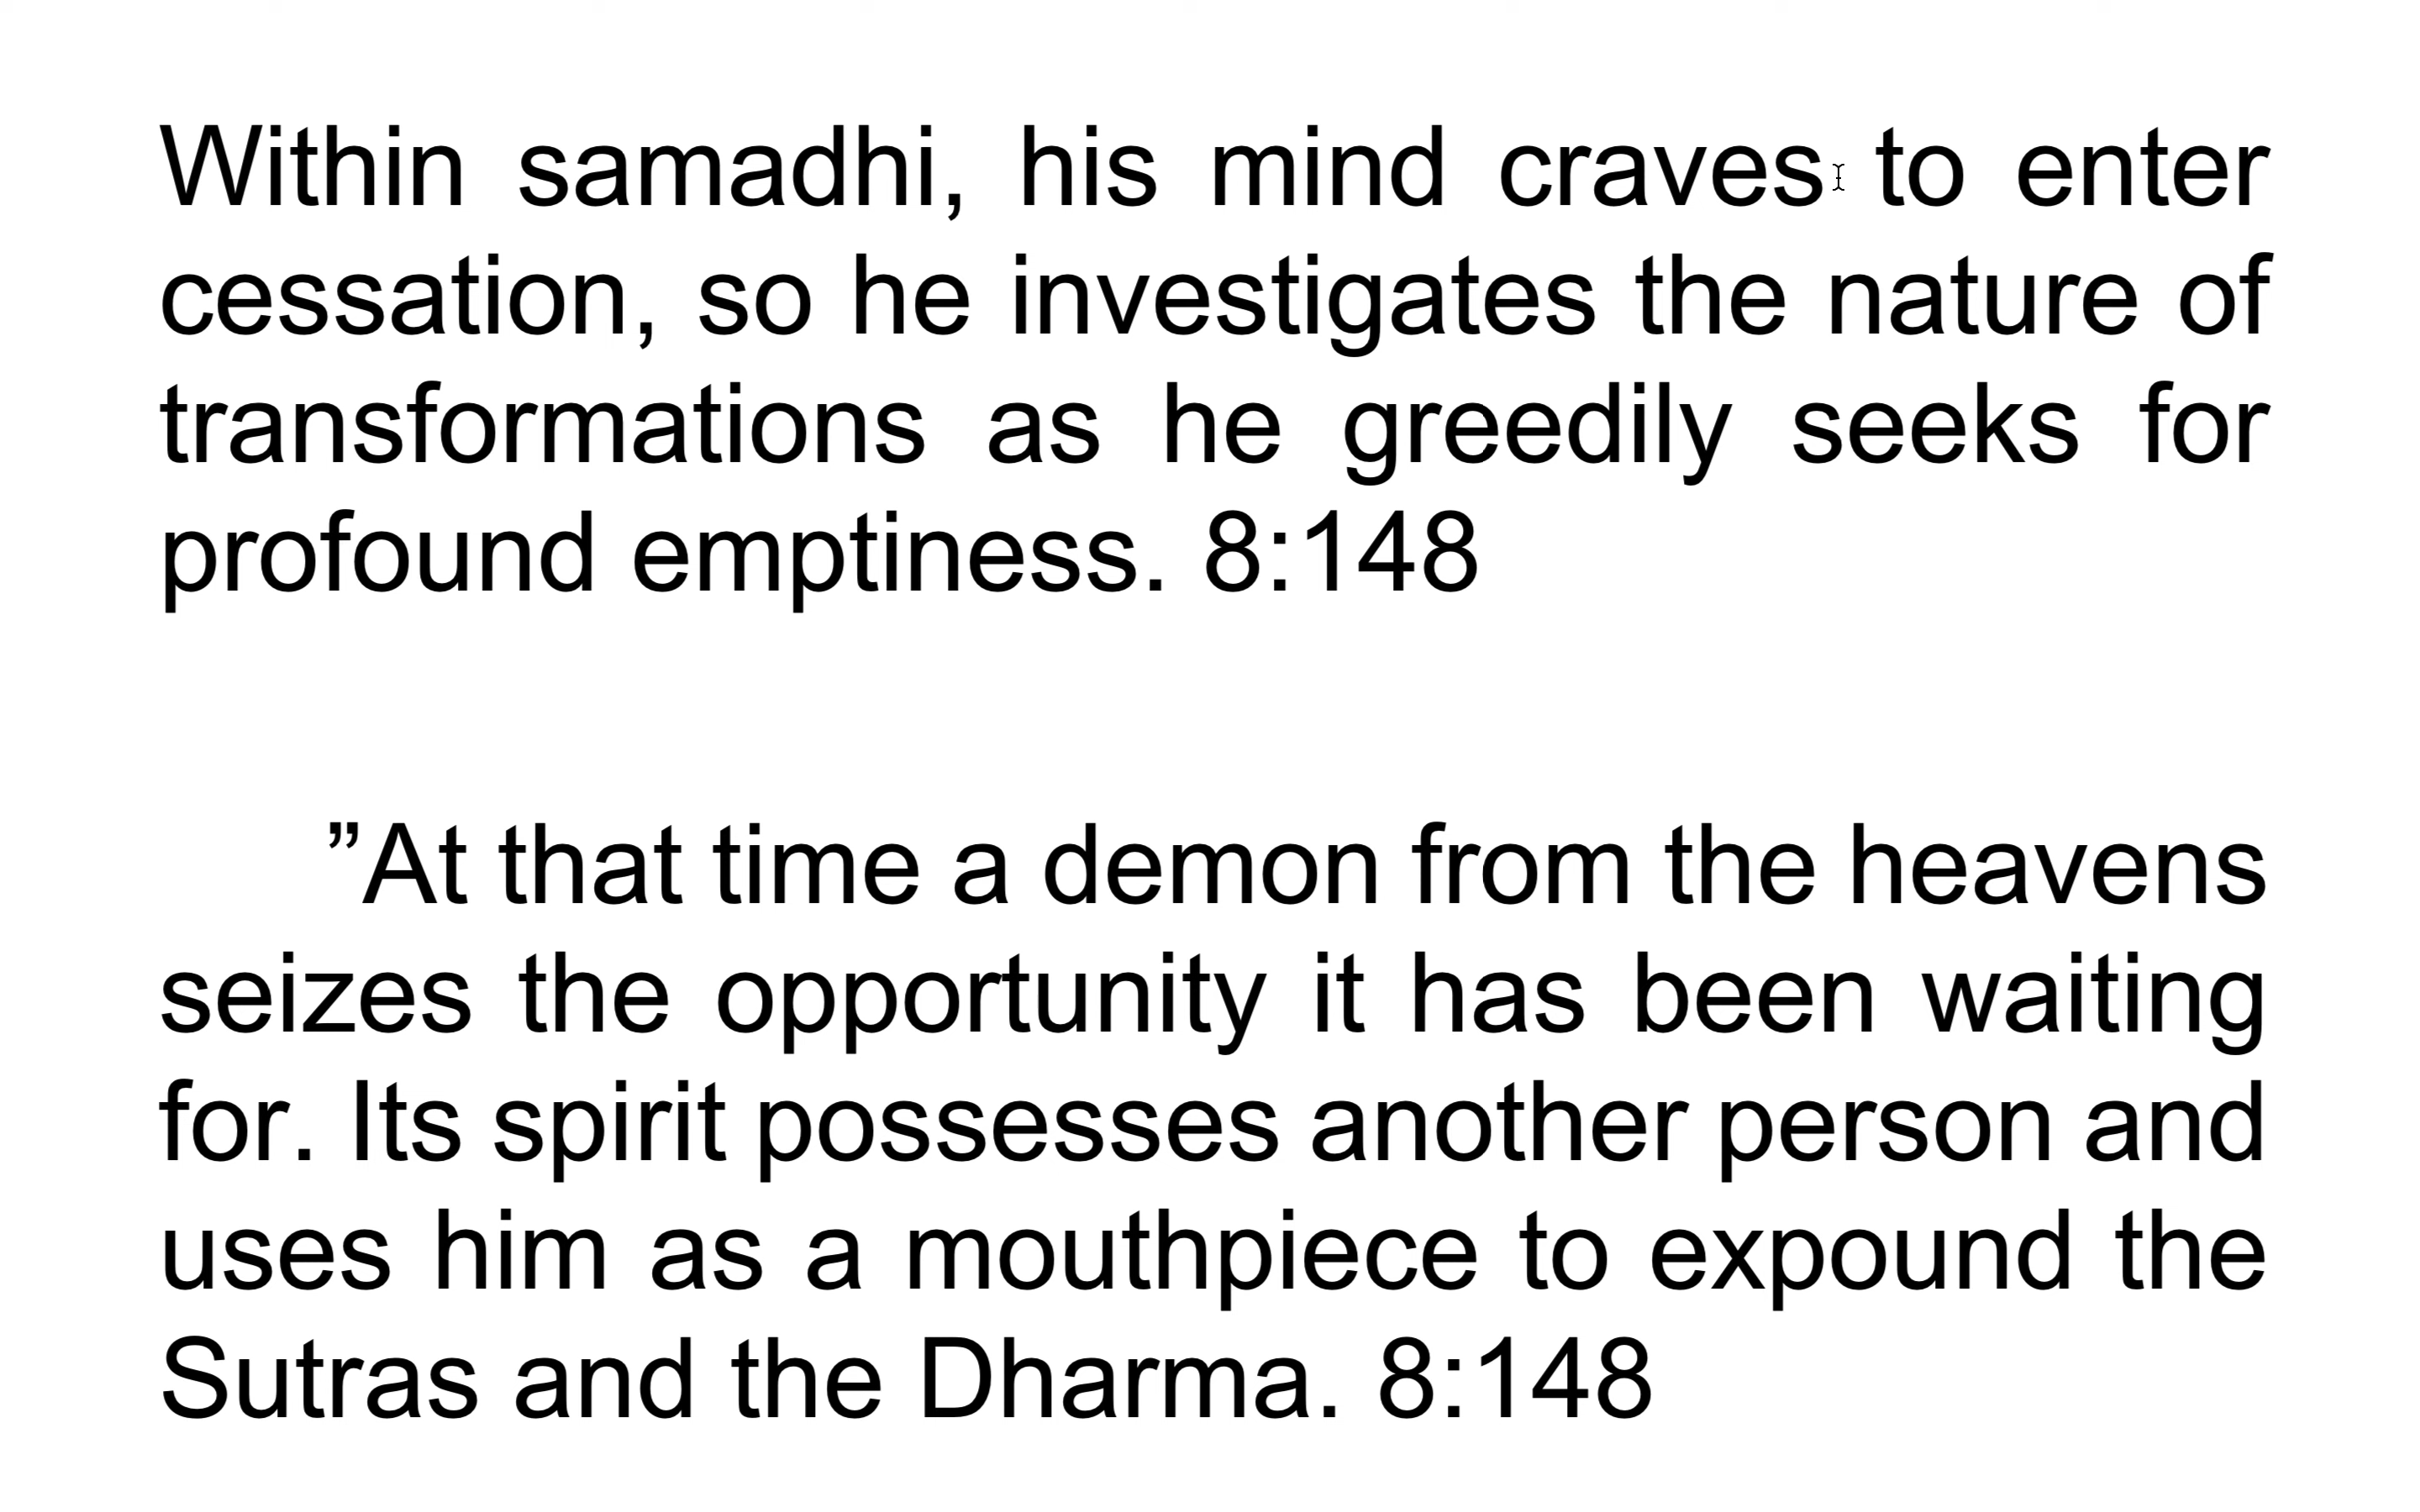 Within samadhi, his mind craves to enter
cessation, so he investigates the nature of
transformations as he greedily seeks for
profound emptiness. 8:148
”At that time a demon from the heavens
seizes the opportunity it has been waiting
for. Its spirit possesses another person and
uses him as a mouthpiece to expound the
Sutras and the Dharma. 8:148